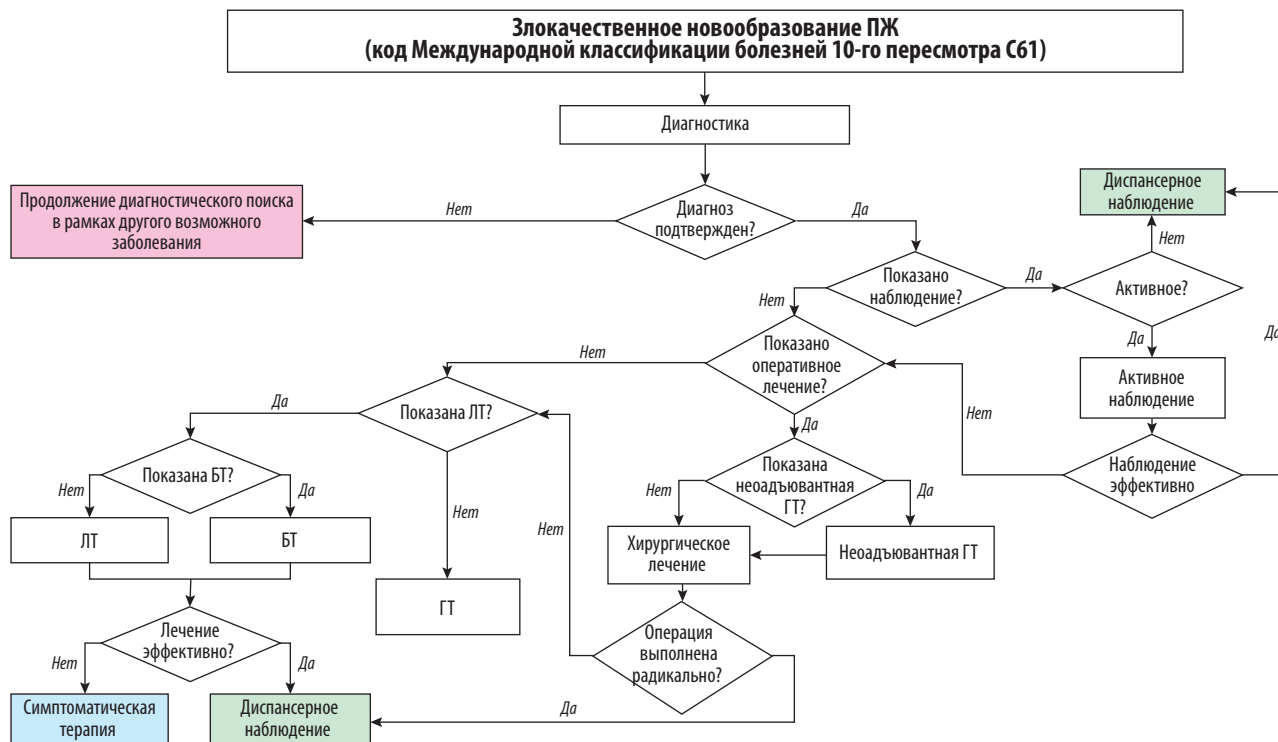 Злокачественное новообразование ПЖ
(код Международной классификации болезней 10-го пересмотра С61)
Диагностика
Продолжение диагностического поиска
в рамках другого возможного
заболевания
Нет
Диагноз
подтвержден?
Да
Диспансерное
наблюдение
Нет
Показано
наблюдение?
Да
Активное?
Нет
Да
Да
Показано
оперативное
лечение?
Нет
Активное
наблюдение
Показана ЛТ?
Да
Да
Нет
Показана БТ?
Показана
неоадъювантная
ГТ?
Наблюдение
эффективно
Нет
Да
Нет
Да
Нет
Нет
ЛТ
БТ
Хирургическое
лечение
Неоадъювантная ГТ
ГТ
Лечение
эффективно?
Операция
выполнена
радикально?
Нет
Да
Да
Симптоматическая
терапия
Диспансерное
наблюдение